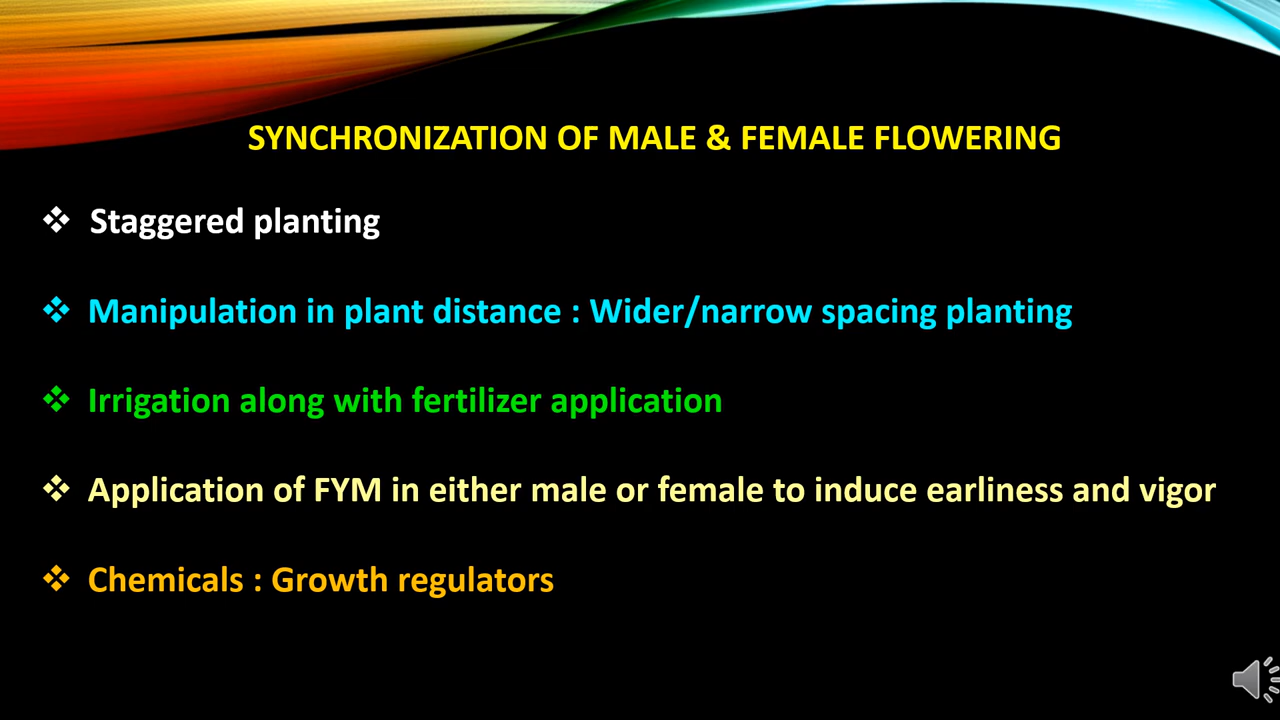 SYNCHRONIZATION OF MALE & FEMALE FLOWERING
❖ Staggered planting
❖ Manipulation in plant distance : Wider/narrow spacing planting
❖ Irrigation along with fertilizer application
❖ Application of FYM in either male or female to induce earliness and vigor
❖ Chemicals : Growth regulators